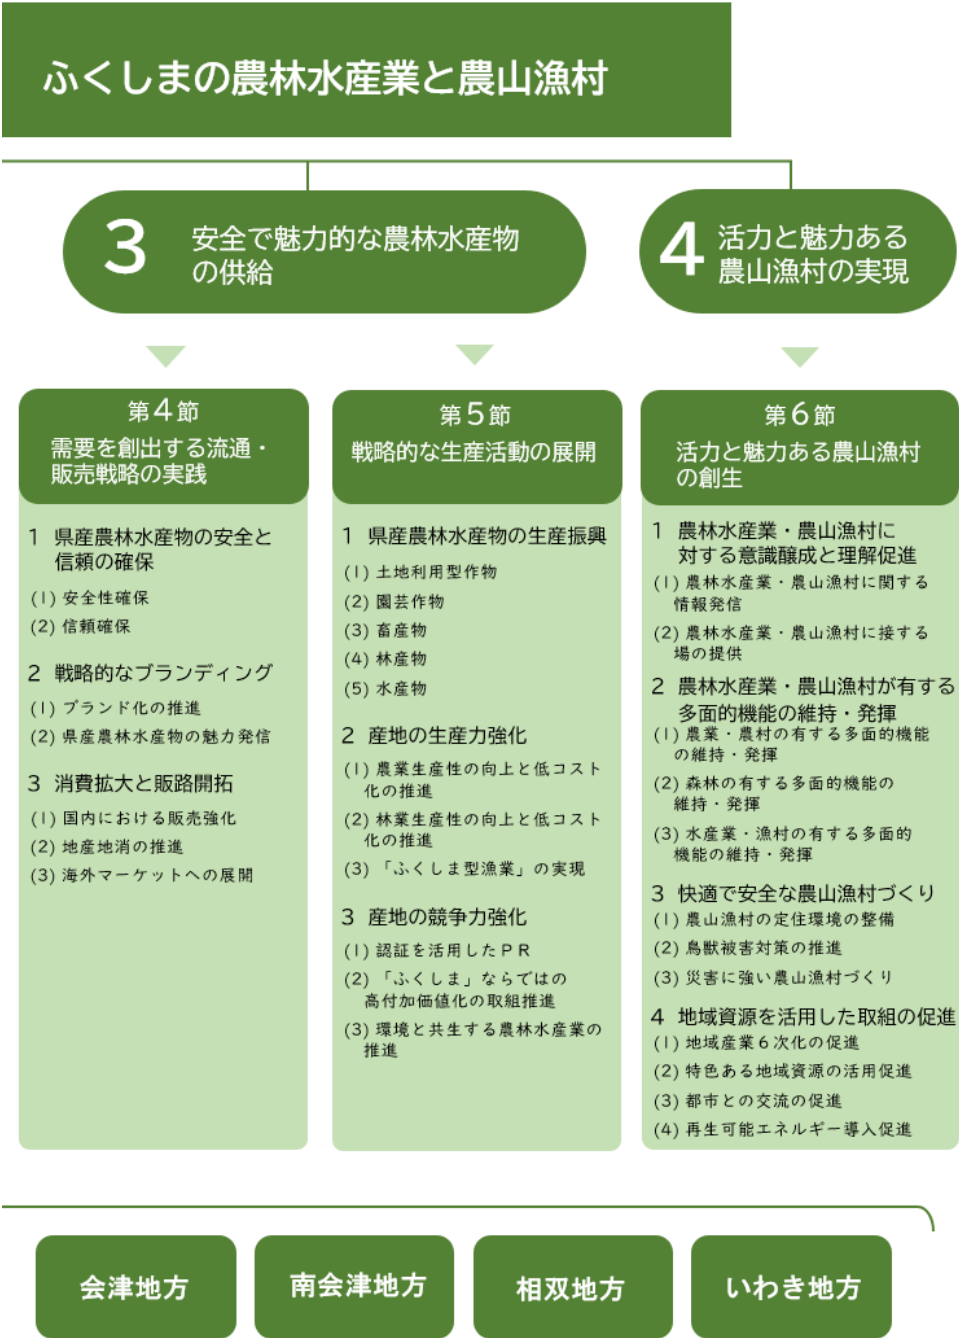 ふくしまの農林水産業と農山漁村
3
安全で魅力的な農林水産物
の供給
4
活力と魅力ある
農山漁村の実現
第4節
需要を創出する流通・
販売戦略の実践
1 県産農林水産物の安全と
信頼の確保
(1) 安全性確保
(2) 信頼確保
2 戦略的なブランディング
(1) ブランド化の推進
(2) 県産農林水産物の魅力発信
3 消費拡大と販路開拓
(1) 国内における販売強化
(2) 地産地消の推進
(3) 海外マーケットへの展開
第5節
戦略的な生産活動の展開
1 県産農林水産物の生産振興
(1) 土地利用型作物
(2) 園芸作物
(3) 畜産物
(4) 林産物
(5) 水産物
2 産地の生産力強化
(1) 農業生産性の向上と低コスト
化の推進
(2) 林業生産性の向上と低コスト
化の推進
(3) 「ふくしま型漁業」の実現
3 産地の競争力強化
(1) 認証を活用したＰＲ
(2) 「ふくしま」ならではの
高付加価値化の取組推進
(3) 環境と共生する農林水産業の
推進
第6節
活力と魅力ある農山漁村
の創生
1 農林水産業・農山漁村に
対する意識醸成と理解促進
(1) 農林水産業・農山漁村に関する
情報発信
(2) 農林水産業・農山漁村に接する
場の提供
2 農林水産業・農山漁村が有する
多面的機能の維持・発揮
(1) 農業・農村の有する多面的機能
の維持・発揮
(2) 森林の有する多面的機能の
維持・発揮
(3) 水産業・漁村の有する多面的
機能の維持・発揮
3 快適で安全な農山漁村づくり
(1) 農山漁村の定住環境の整備
(2) 鳥獣被害対策の推進
(3) 災害に強い農山漁村づくり
4 地域資源を活用した取組の促進
(1) 地域産業６次化の促進
(2) 特色ある地域資源の活用促進
(3) 都市との交流の促進
(4) 再生可能エネルギー導入促進
会津地方
南会津地方
相双地方
いわき地方